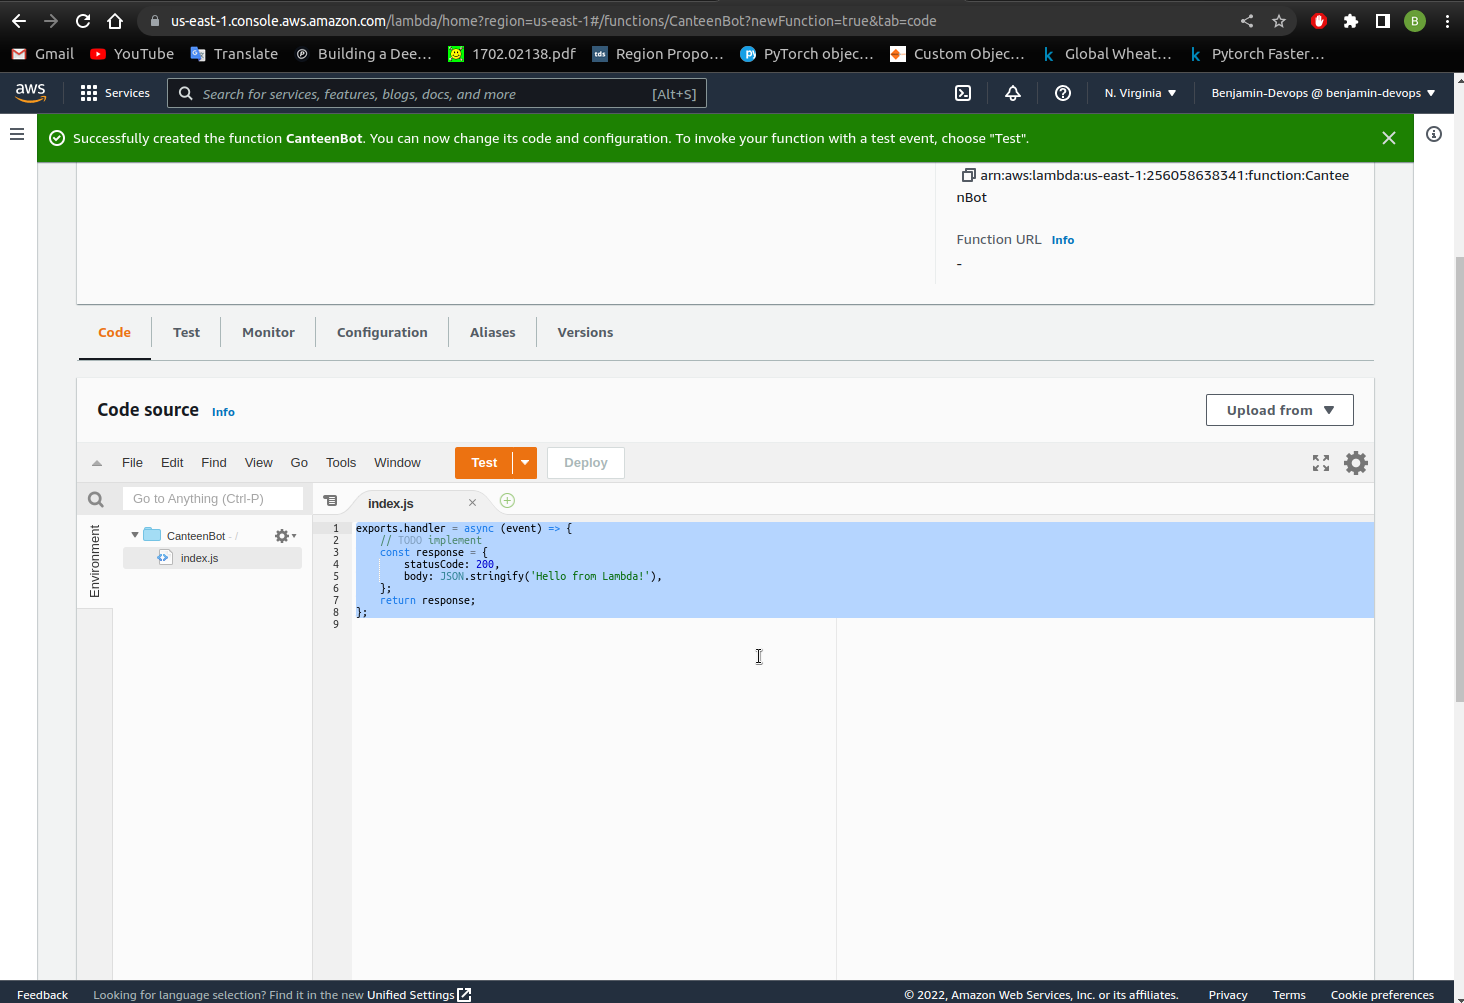 us-east-1.console.aws.amazon.com/lambda/home?region=us-east-1#/functions/CanteenBot?newFunction=true&tab=code
B
Gmail YouTube Translate Building a Dee... 1702.02138.pdf tds Region Propo... Py PyTorch objec... Custom Objec... k Global Wheat... k Pytorch Faster...
aws Services Search for services, features, blogs, docs, and more [Alt+S] N. Virginia Benjamin-Devops @ benjamin-devops
Successfully created the function CanteenBot. You can now change its code and configuration. To invoke your function with a test event, choose "Test".
arn:aws:lambda:us-east-1:256058638341:function:Cantee
nBot
Function URL Info
-
Code Test Monitor Configuration Aliases Versions
Code source Info
Upload from
File Edit Find View Go Tools Window Test Deploy
Go to Anything (Ctrl-P)
index.js
Environment
CanteenBot - /
index.js
1 exports.handler = async (event) => {
2 // TODO implement
3 const response = {
4 statusCode: 200,
5 body: JSON.stringify('Hello from Lambda!'),
6 };
7 return response;
8 };
9
Feedback Looking for language selection? Find it in the new Unified Settings © 2022, Amazon Web Services, Inc. or its affiliates. Privacy Terms Cookie preferences